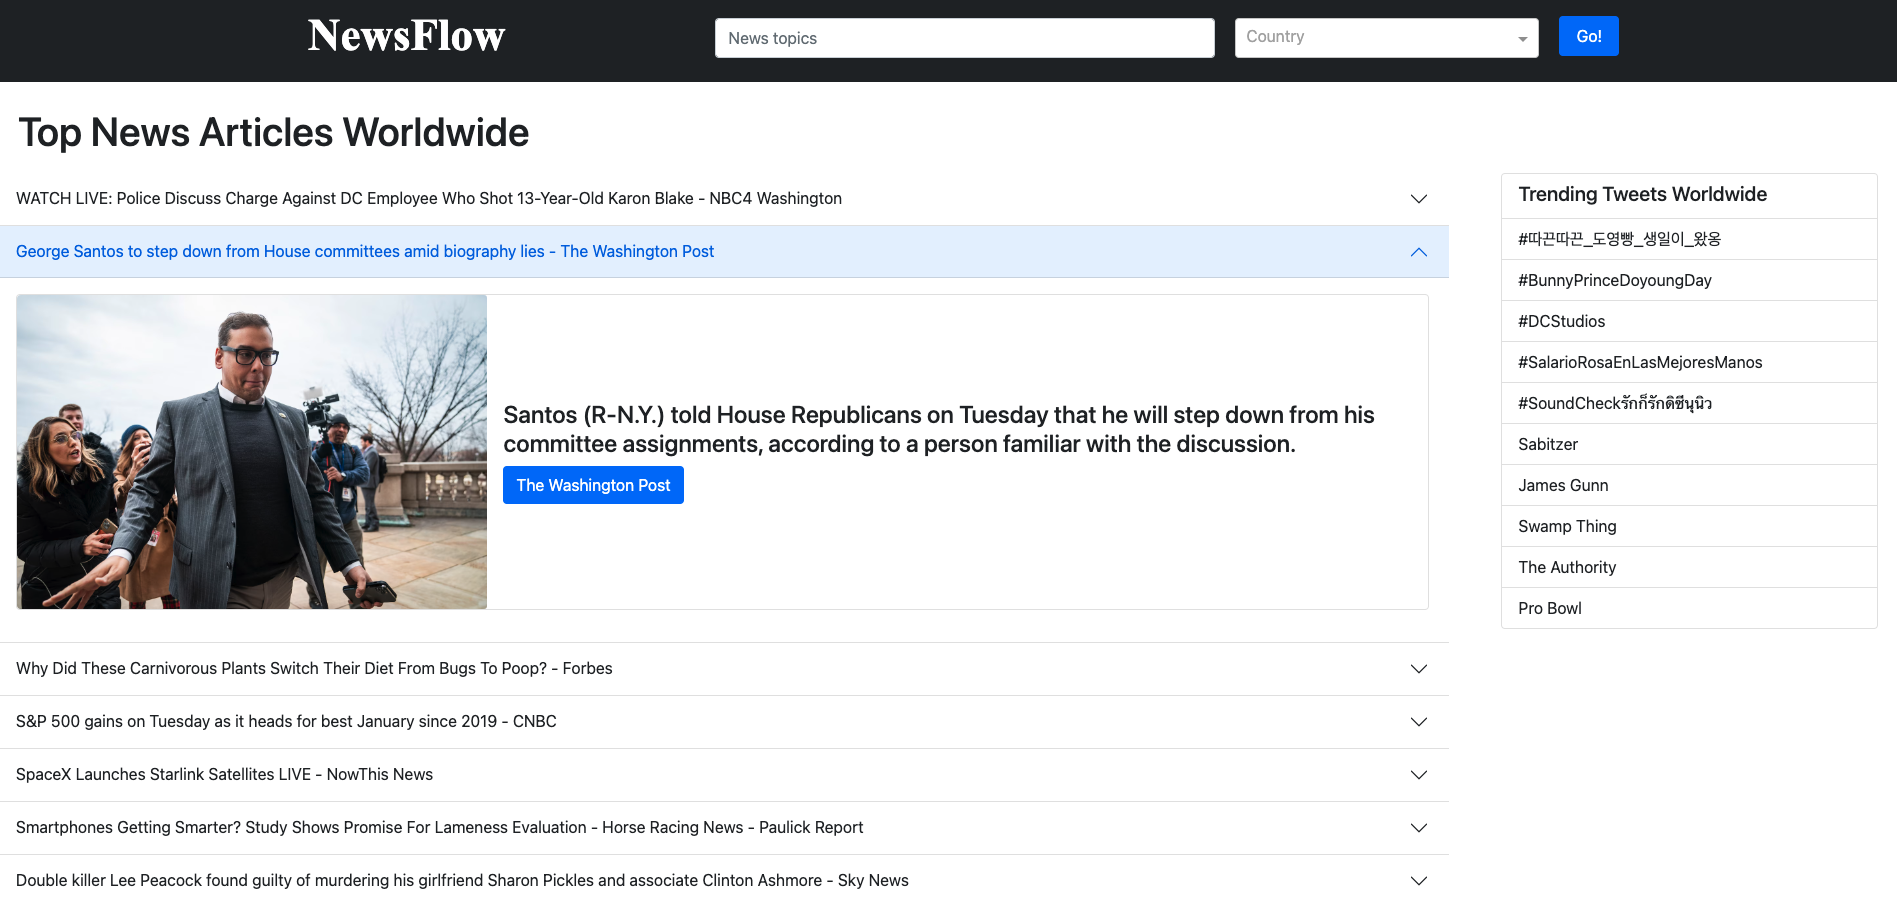 NewsFlow
News topics
Country
Go!
Top News Articles Worldwide
WATCH LIVE: Police Discuss Charge Against DC Employee Who Shot 13-Year-Old Karon Blake - NBC4 Washington
George Santos to step down from House committees amid biography lies - The Washington Post
Santos (R-N.Y.) told House Republicans on Tuesday that he will step down from his
committee assignments, according to a person familiar with the discussion.
The Washington Post
Why Did These Carnivorous Plants Switch Their Diet From Bugs To Poop? - Forbes
S&P 500 gains on Tuesday as it heads for best January since 2019 - CNBC
SpaceX Launches Starlink Satellites LIVE - NowThis News
Smartphones Getting Smarter? Study Shows Promise For Lameness Evaluation - Horse Racing News - Paulick Report
Double killer Lee Peacock found guilty of murdering his girlfriend Sharon Pickles and associate Clinton Ashmore - Sky News
Trending Tweets Worldwide
#따끈따끈_도영빵_생일이_왔옹
#BunnyPrinceDoyoungDay
#DCStudios
#SalarioRosaEnLasMejoresManos
#SoundCheckรักก็รักดิซีนุนิว
Sabitzer
James Gunn
Swamp Thing
The Authority
Pro Bowl